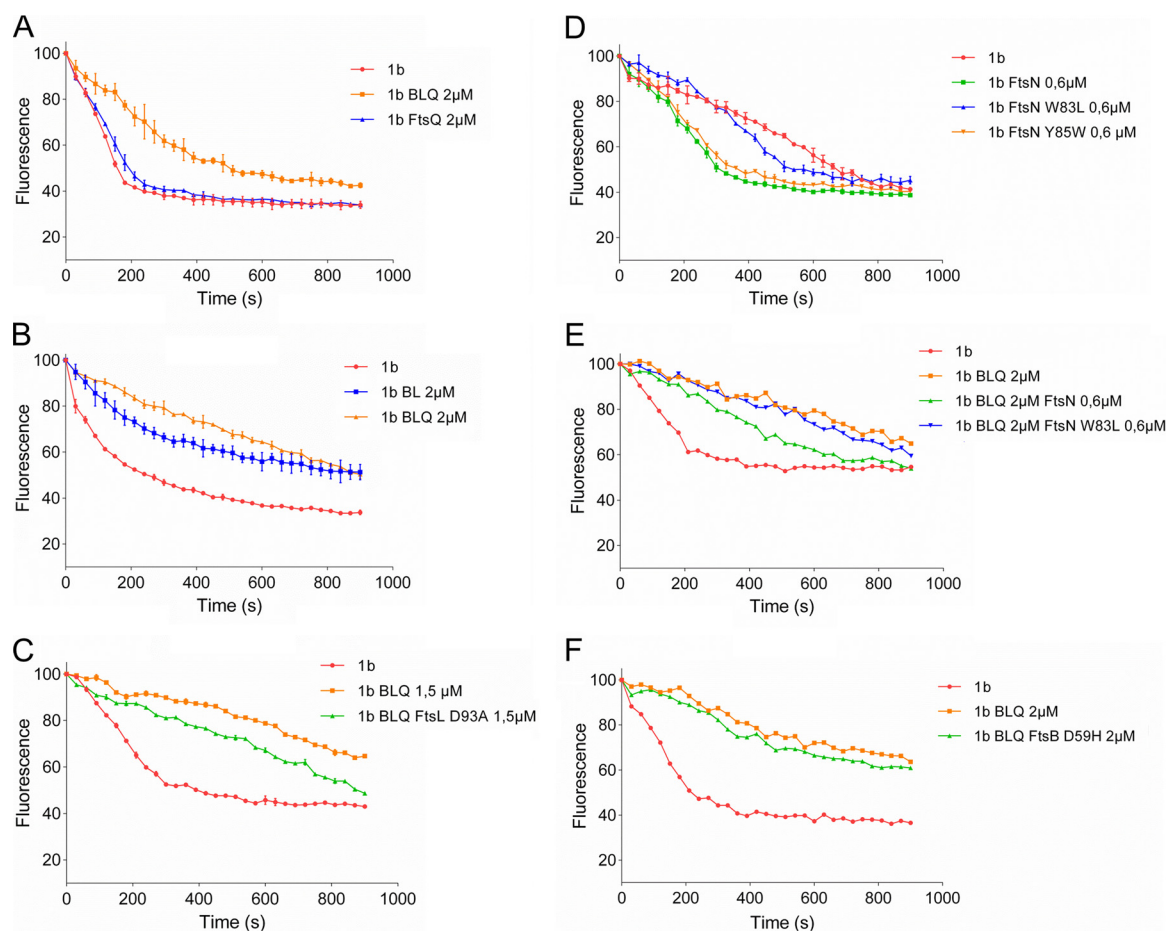 A
Fluorescence
100
80
60
40
20
0 200 400 600 800 1000
Time (s)
1b
1b BLQ 2µM
1b FtsQ 2µM
B
Fluorescence
100
80
60
40
20
0 200 400 600 800 1000
Time (s)
1b
1b BL 2µM
1b BLQ 2µM
C
Fluorescence
100
80
60
40
20
0 200 400 600 800 1000
Time (s)
1b
1b BLQ 1,5 µM
1b BLQ FtsL D93A 1,5µM
D
Fluorescence
100
80
60
40
20
0 200 400 600 800 1000
Time (s)
1b
1b FtsN 0,6µM
1b FtsN W83L 0,6µM
1b FtsN Y85W 0,6 µM
E
Fluorescence
100
80
60
40
20
0 200 400 600 800 1000
Time (s)
1b
1b BLQ 2µM
1b BLQ 2µM FtsN 0,6µM
1b BLQ 2µM FtsN W83L 0,6µM
F
Fluorescence
100
80
60
40
20
0 200 400 600 800 1000
Time (s)
1b
1b BLQ 2µM
1b BLQ FtsB D59H 2µM